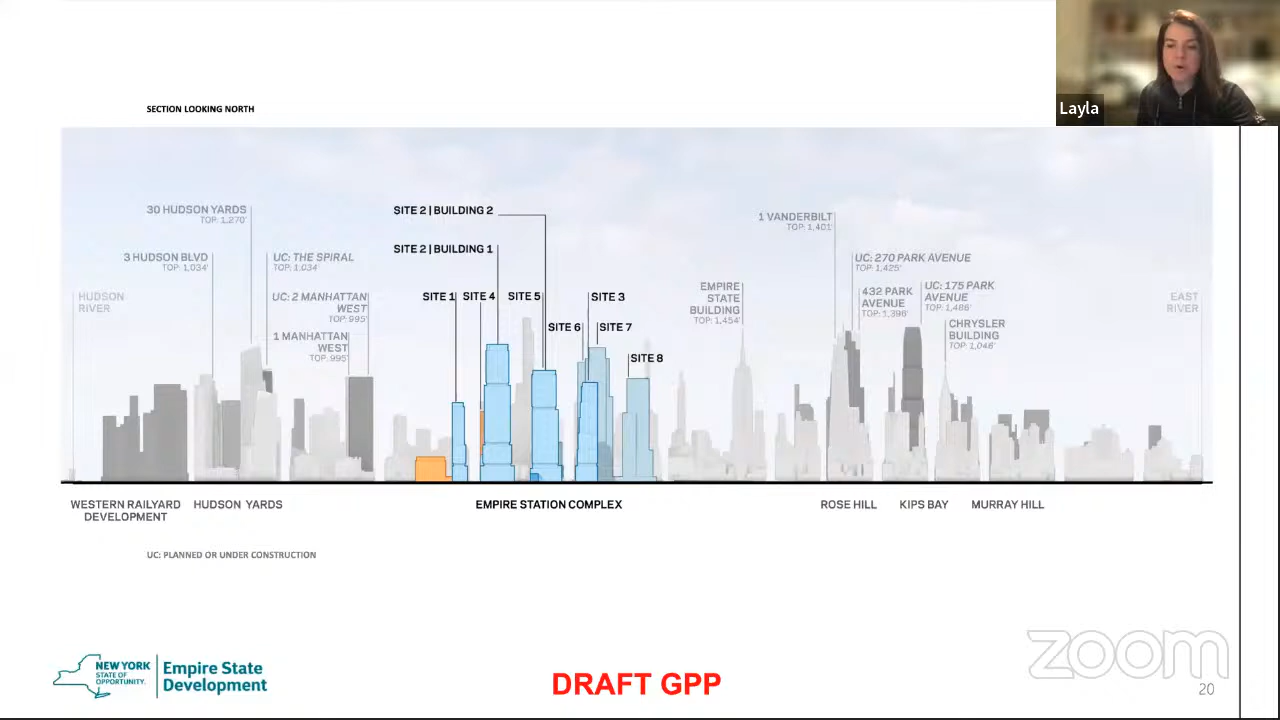 Layla
SECTION LOOKING NORTH
30 HUDSON YARDS
TOP: 1,270'
3 HUDSON BLVD
TOP: 1,034'
UC: THE SPIRAL
TOP: 1,034'
HUDSON
RIVER
UC: 2 MANHATTAN
WEST
TOP: 995'
1 MANHATTAN
WEST
TOP: 995'
SITE 2 | BUILDING 2
SITE 2 | BUILDING 1
SITE 1
SITE 4
SITE 5
SITE 3
SITE 6
SITE 7
SITE 8
EMPIRE
STATE
BUILDING
TOP: 1,454'
1 VANDERBILT
TOP: 1,401'
UC: 270 PARK AVENUE
TOP: 1,425'
432 PARK
AVENUE
TOP: 1,396'
UC: 175 PARK
AVENUE
TOP: 1,486'
CHRYSLER
BUILDING
TOP: 1,046'
EAST
RIVER
WESTERN RAILYARD
DEVELOPMENT
HUDSON YARDS
EMPIRE STATION COMPLEX
ROSE HILL
KIPS BAY
MURRAY HILL
UC: PLANNED OR UNDER CONSTRUCTION
NEW YORK
STATE OF
OPPORTUNITY.
Empire State
Development
DRAFT GPP
zoom
20